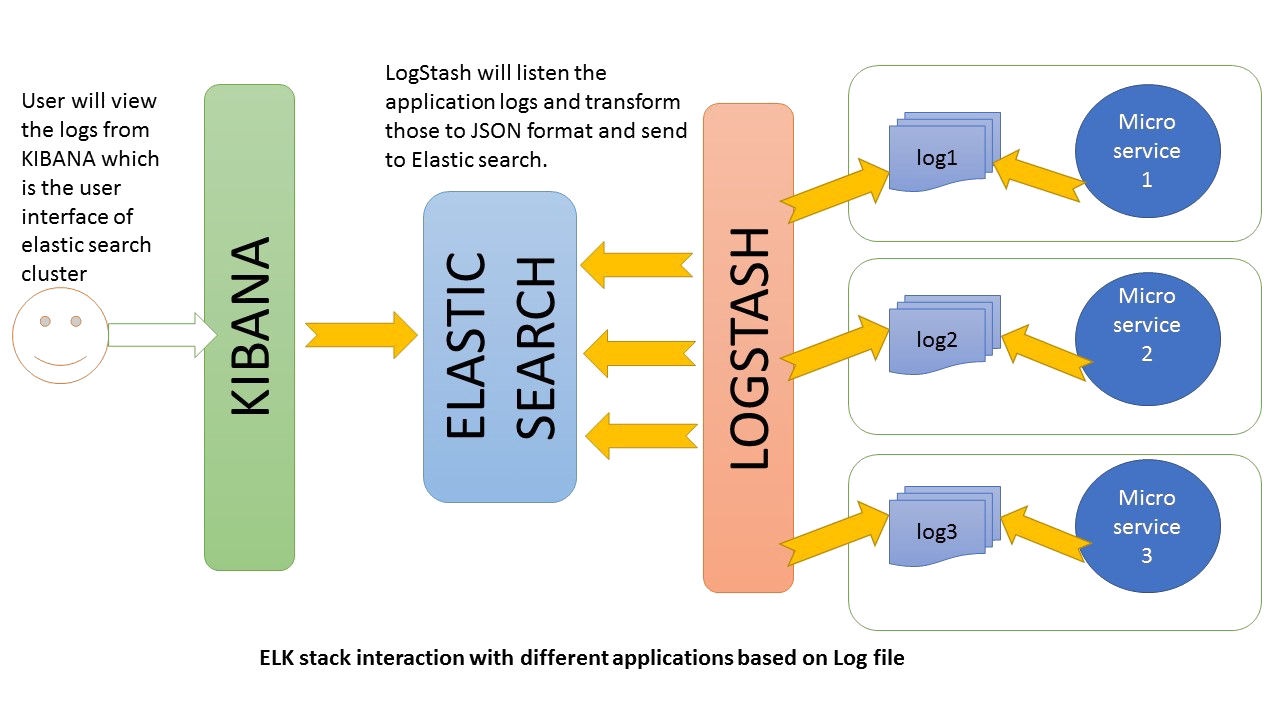 User will view
the logs from
KIBANA which
is the user
interface of
elastic search
cluster
KIBANA
LogStash will listen the
application logs and transform
those to JSON format and send
to Elastic search.
ELASTIC
SEARCH
LOGSTASH
log1
Micro
service
1
log2
Micro
service
2
log3
Micro
service
3
ELK stack interaction with different applications based on Log file